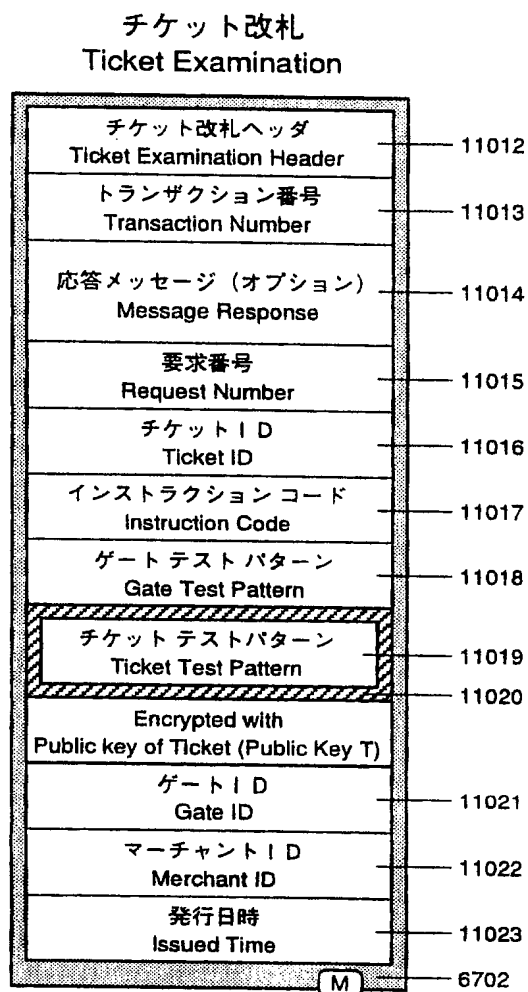 チケット改札
Ticket Examination
チケット改札ヘッダ
Ticket Examination Header
11012
トランザクション番号
Transaction Number
11013
応答メッセージ（オプション）
Message Response
11014
要求番号
Request Number
11015
チケットＩＤ
Ticket ID
11016
インストラクション コード
Instruction Code
11017
ゲート テスト パターン
Gate Test Pattern
11018
チケット テストパターン
Ticket Test Pattern
11019
11020
Encrypted with
Public key of Ticket (Public Key T)
ゲートＩＤ
Gate ID
11021
マーチャントＩＤ
Merchant ID
11022
発行日時
Issued Time
11023
M
6702